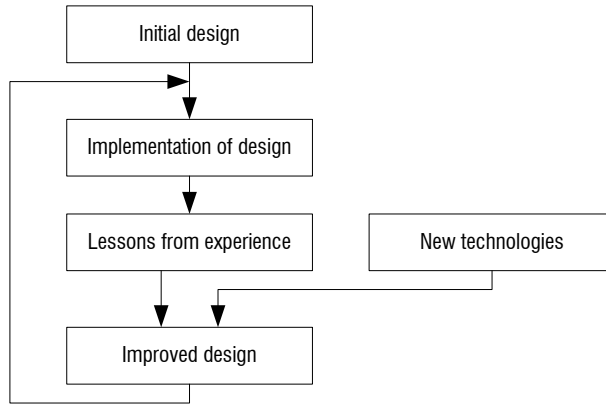 Initial design
Implementation of design
Lessons from experience
New technologies
Improved design